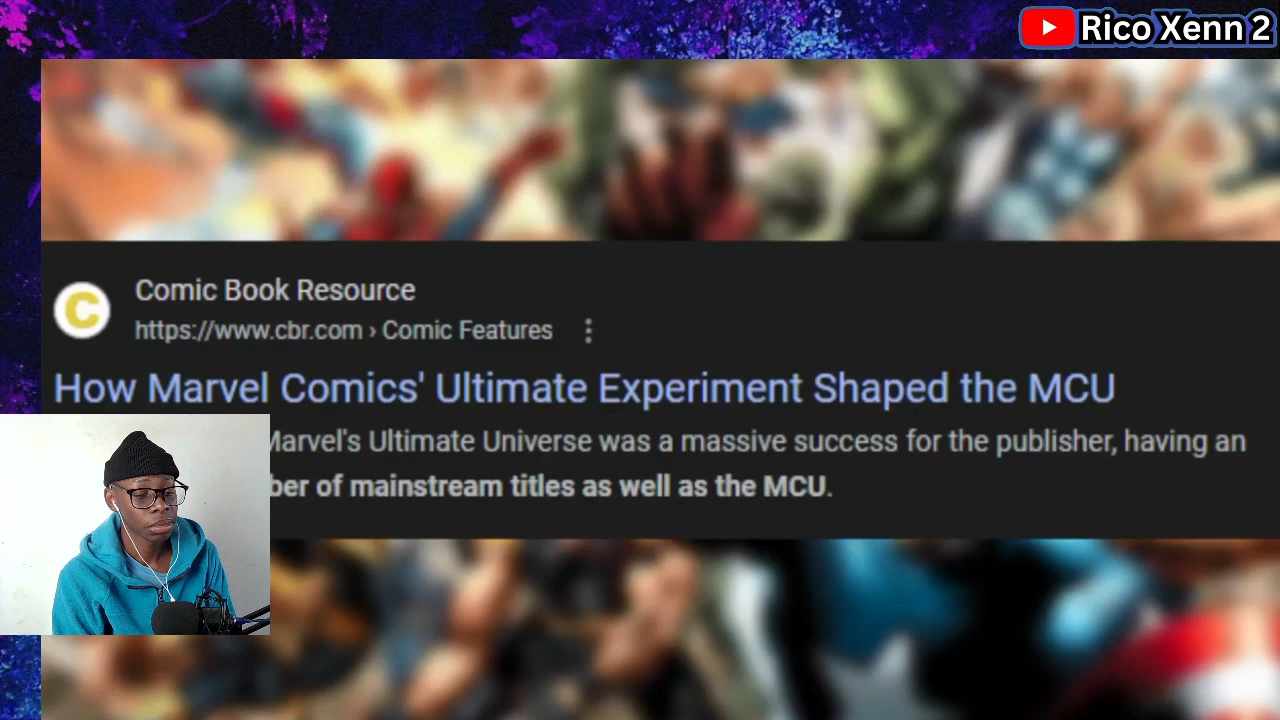 Rico Xenn 2
Comic Book Resource
https://www.cbr.com › Comic Features
How Marvel Comics' Ultimate Experiment Shaped the MCU
Marvel's Ultimate Universe was a massive success for the publisher, having an
of mainstream titles as well as the MCU.